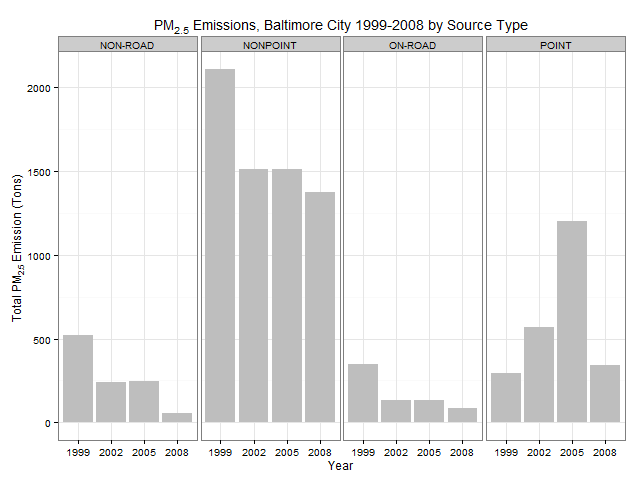 PM2.5 Emissions, Baltimore City 1999-2008 by Source Type
NON-ROAD NONPOINT ON-ROAD POINT
2000
1500
1000
500
0
Total PM2.5 Emission (Tons)
1999 2002 2005 2008 1999 2002 2005 2008 1999 2002 2005 2008 1999 2002 2005 2008
Year